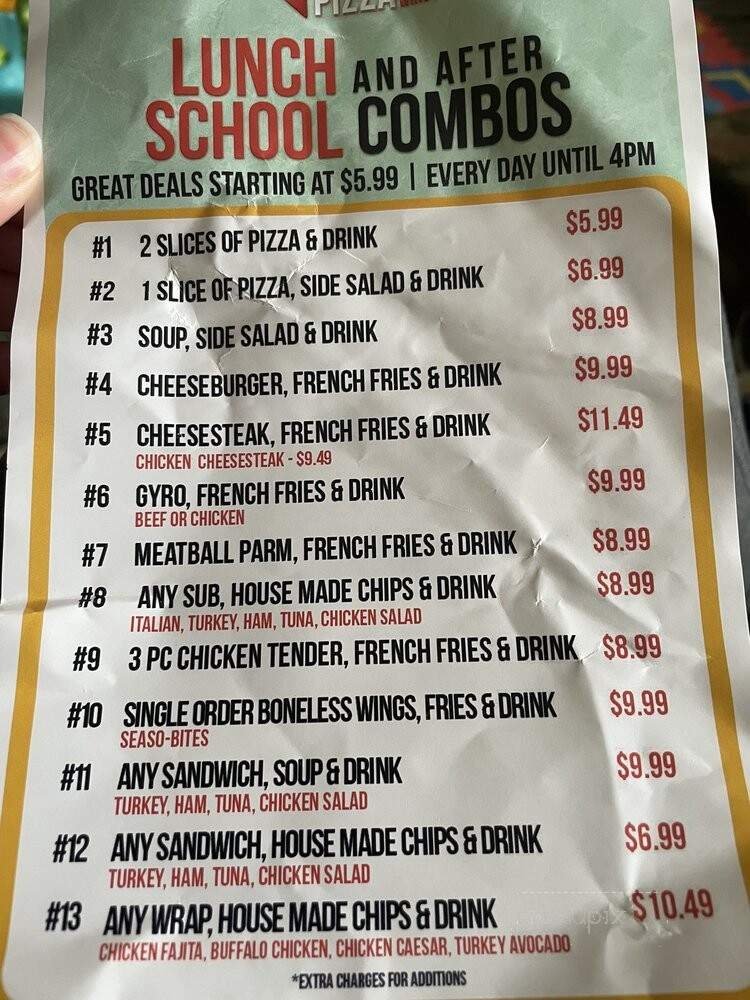 PIZZA
LUNCH AND AFTER
SCHOOL COMBOS
GREAT DEALS STARTING AT $5.99 | EVERY DAY UNTIL 4PM
#1 2 SLICES OF PIZZA & DRINK $5.99
#2 1 SLICE OF PIZZA, SIDE SALAD & DRINK $6.99
#3 SOUP, SIDE SALAD & DRINK $8.99
#4 CHEESEBURGER, FRENCH FRIES & DRINK $9.99
#5 CHEESESTEAK, FRENCH FRIES & DRINK $11.49
CHICKEN CHEESESTEAK - $9.49
#6 GYRO, FRENCH FRIES & DRINK $9.99
BEEF OR CHICKEN
#7 MEATBALL PARM, FRENCH FRIES & DRINK $8.99
#8 ANY SUB, HOUSE MADE CHIPS & DRINK $8.99
ITALIAN, TURKEY, HAM, TUNA, CHICKEN SALAD
#9 3 PC CHICKEN TENDER, FRENCH FRIES & DRINK $8.99
#10 SINGLE ORDER BONELESS WINGS, FRIES & DRINK $9.99
SEASO-BITES
#11 ANY SANDWICH, SOUP & DRINK $9.99
TURKEY, HAM, TUNA, CHICKEN SALAD
#12 ANY SANDWICH, HOUSE MADE CHIPS & DRINK $6.99
TURKEY, HAM, TUNA, CHICKEN SALAD
#13 ANY WRAP, HOUSE MADE CHIPS & DRINK $10.49
CHICKEN FAJITA, BUFFALO CHICKEN, CHICKEN CAESAR, TURKEY AVOCADO
*EXTRA CHARGES FOR ADDITIONS